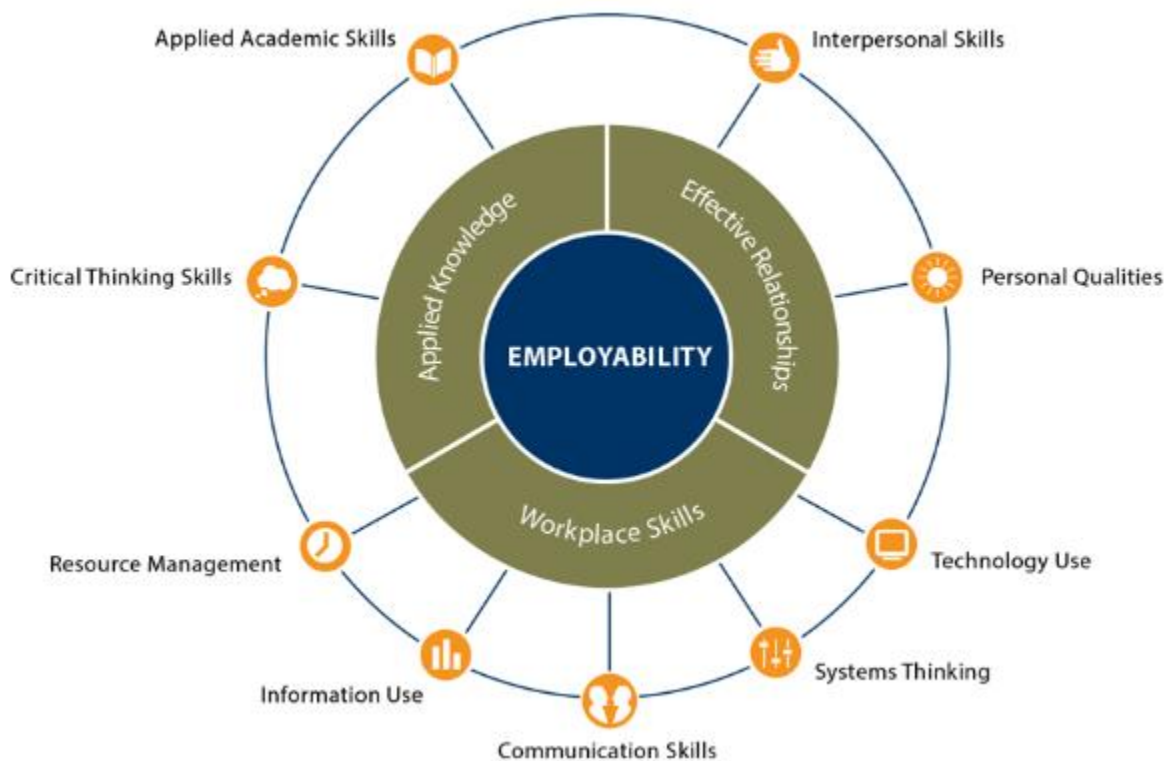 Applied Academic Skills
Interpersonal Skills
Applied Knowledge
Effective Relationships
Critical Thinking Skills
Personal Qualities
EMPLOYABILITY
Workplace Skills
Resource Management
Technology Use
Information Use
Systems Thinking
Communication Skills